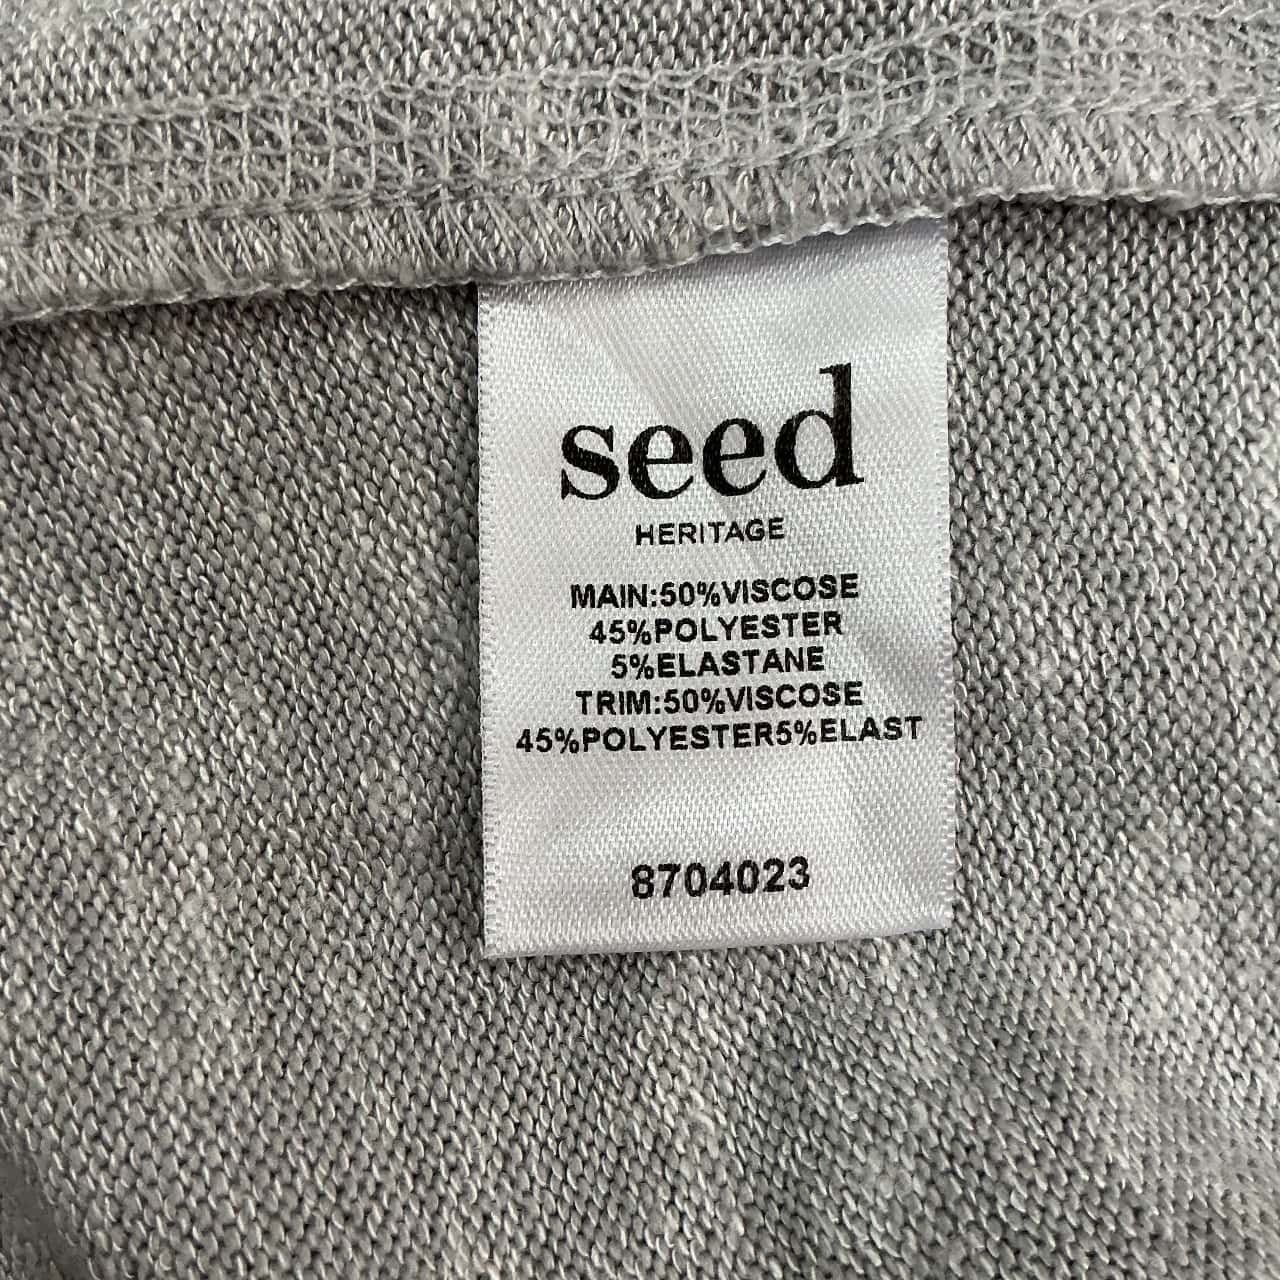 seed
HERITAGE
MAIN:50%VISCOSE
45%POLYESTER
5%ELASTANE
TRIM:50%VISCOSE
45%POLYESTER5%ELAST
8704023